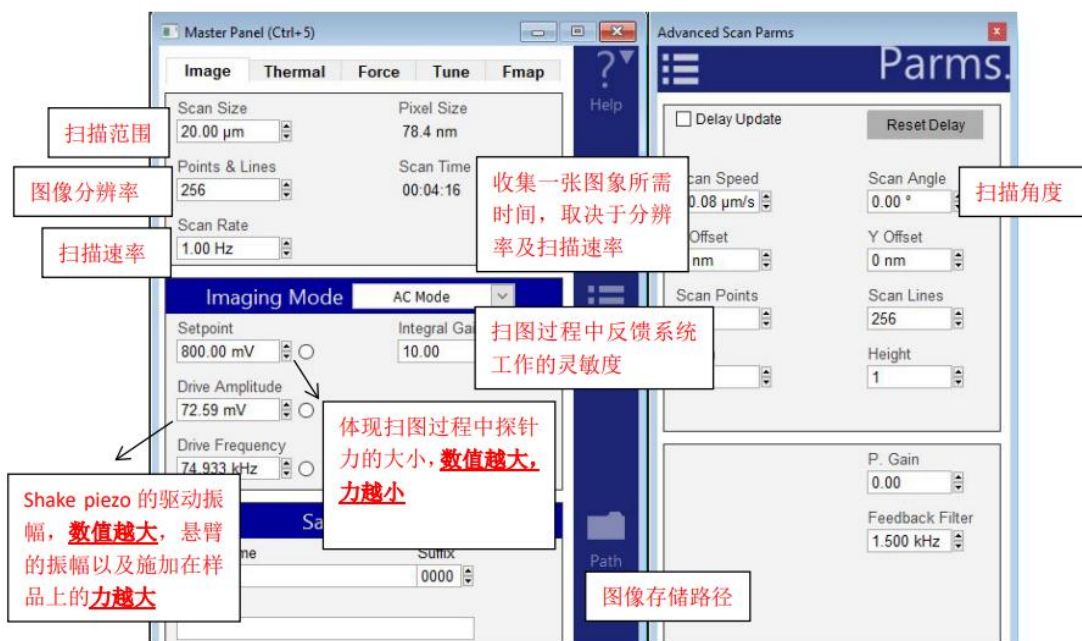 Master Panel (Ctrl+5)
Advanced Scan Parms
Image Thermal Force Tune Fmap
Help
Parms.
Scan Size
20.00 µm
Pixel Size
78.4 nm
扫描范围
Points & Lines
256
Scan Time
00:04:16
图像分辨率
Scan Rate
1.00 Hz
扫描速率
收集一张图象所需
时间，取决于分辨
率及扫描速率
Delay Update
Reset Delay
Scan Speed
0.08 µm/s
Scan Angle
0.00 °
扫描角度
Offset
nm
Y Offset
0 nm
Scan Points
Scan Lines
256
Height
1
Imaging Mode
AC Mode
Setpoint
800.00 mV
Integral Gai
10.00
扫图过程中反馈系统
工作的灵敏度
Drive Amplitude
72.59 mV
Drive Frequency
74.933 kHz
体现扫图过程中探针
力的大小，数值越大，
力越小
Shake piezo 的驱动振
幅，数值越大，悬臂
的振幅以及施加在样
品上的力越大
Sa
me
Suffix
0000
Path
图像存储路径
P. Gain
0.00
Feedback Filter
1.500 kHz